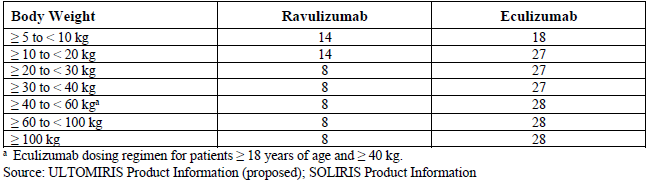 Body Weight Ravulizumab Eculizumab
≥ 5 to < 10 kg 14 18
≥ 10 to < 20 kg 14 27
≥ 20 to < 30 kg 8 27
≥ 30 to < 40 kg 8 27
≥ 40 to < 60 kgᵃ 8 28
≥ 60 to < 100 kg 8 28
≥ 100 kg 8 28
ᵃ Eculizumab dosing regimen for patients ≥ 18 years of age and ≥ 40 kg.
Source: ULTOMIRIS Product Information (proposed); SOLIRIS Product Information